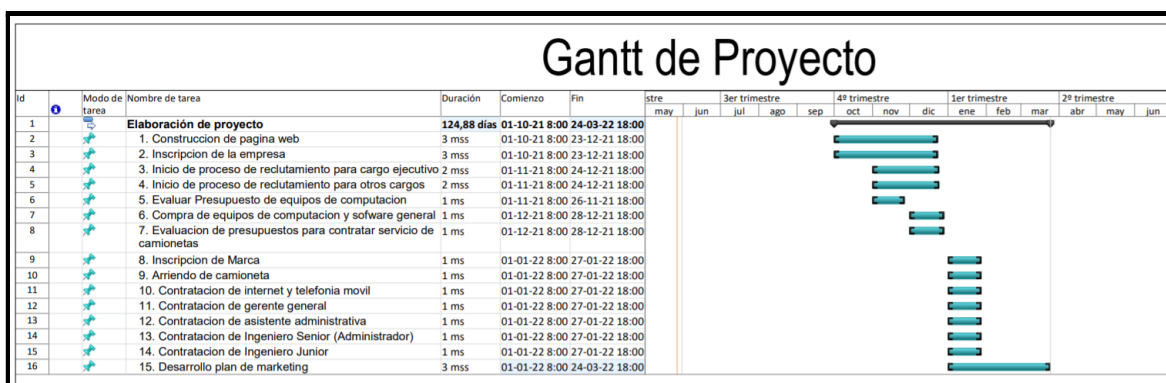 Gantt de Proyecto
Id Modo de tarea Nombre de tarea Duración Comienzo Fin stre 3er trimestre 4º trimestre 1er trimestre 2º trimestre
may jun jul ago sep oct nov dic ene feb mar abr may jun
1 Elaboración de proyecto 124,88 días 01-10-21 8:00 24-03-22 18:00
2 1. Construccion de pagina web 3 mss 01-10-21 8:00 23-12-21 18:00
3 2. Inscripcion de la empresa 3 mss 01-10-21 8:00 23-12-21 18:00
4 3. Inicio de proceso de reclutamiento para cargo ejecutivo 2 mss 01-11-21 8:00 24-12-21 18:00
5 4. Inicio de proceso de reclutamiento para otros cargos 2 mss 01-11-21 8:00 24-12-21 18:00
6 5. Evaluar Presupuesto de equipos de computacion 1 ms 01-11-21 8:00 26-11-21 18:00
7 6. Compra de equipos de computacion y sofware general 1 ms 01-12-21 8:00 28-12-21 18:00
8 7. Evaluacion de presupuestos para contratar servicio de 1 ms 01-12-21 8:00 28-12-21 18:00
camionetas
9 8. Inscripcion de Marca 1 ms 01-01-22 8:00 27-01-22 18:00
10 9. Arriendo de camioneta 1 ms 01-01-22 8:00 27-01-22 18:00
11 10. Contratacion de internet y telefonia movil 1 ms 01-01-22 8:00 27-01-22 18:00
12 11. Contratacion de gerente general 1 ms 01-01-22 8:00 27-01-22 18:00
13 12. Contratacion de asistente administrativa 1 ms 01-01-22 8:00 27-01-22 18:00
14 13. Contratacion de Ingeniero Senior (Administrador) 1 ms 01-01-22 8:00 27-01-22 18:00
15 14. Contratacion de Ingeniero Junior 1 ms 01-01-22 8:00 27-01-22 18:00
16 15. Desarrollo plan de marketing 3 mss 01-01-22 8:00 24-03-22 18:00